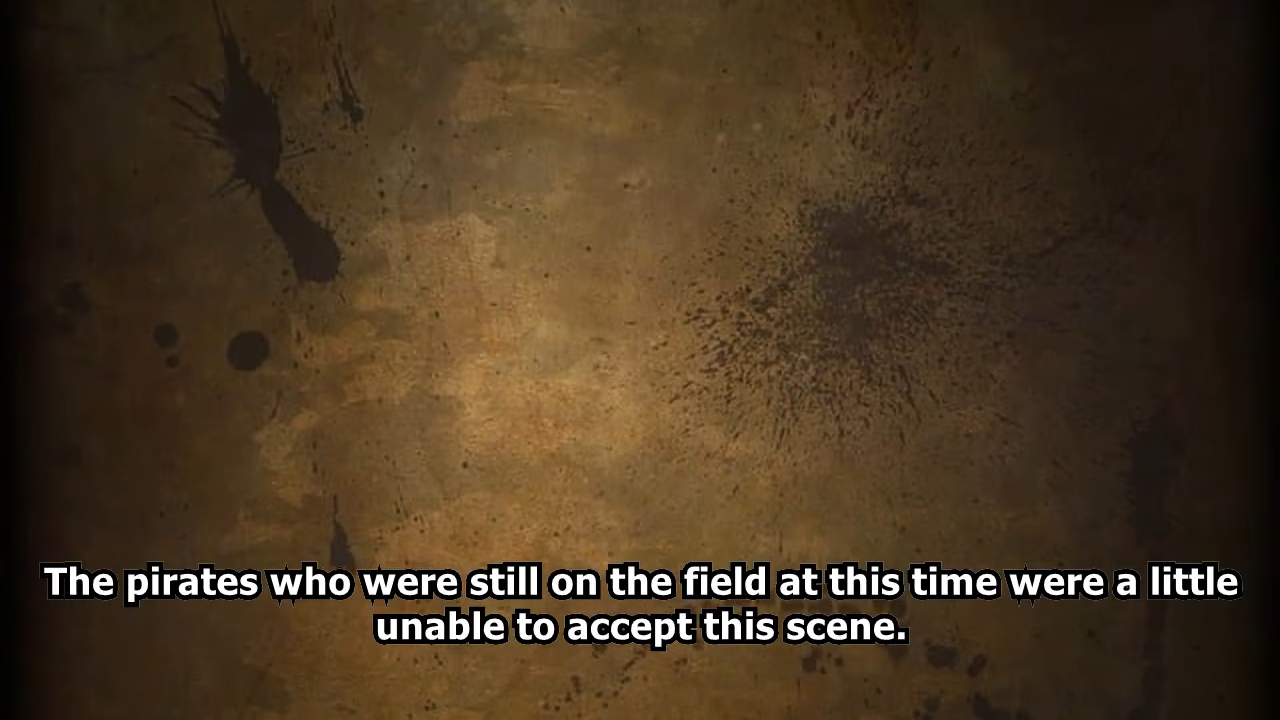 The pirates who were still on the field at this time were a little
unable to accept this scene.